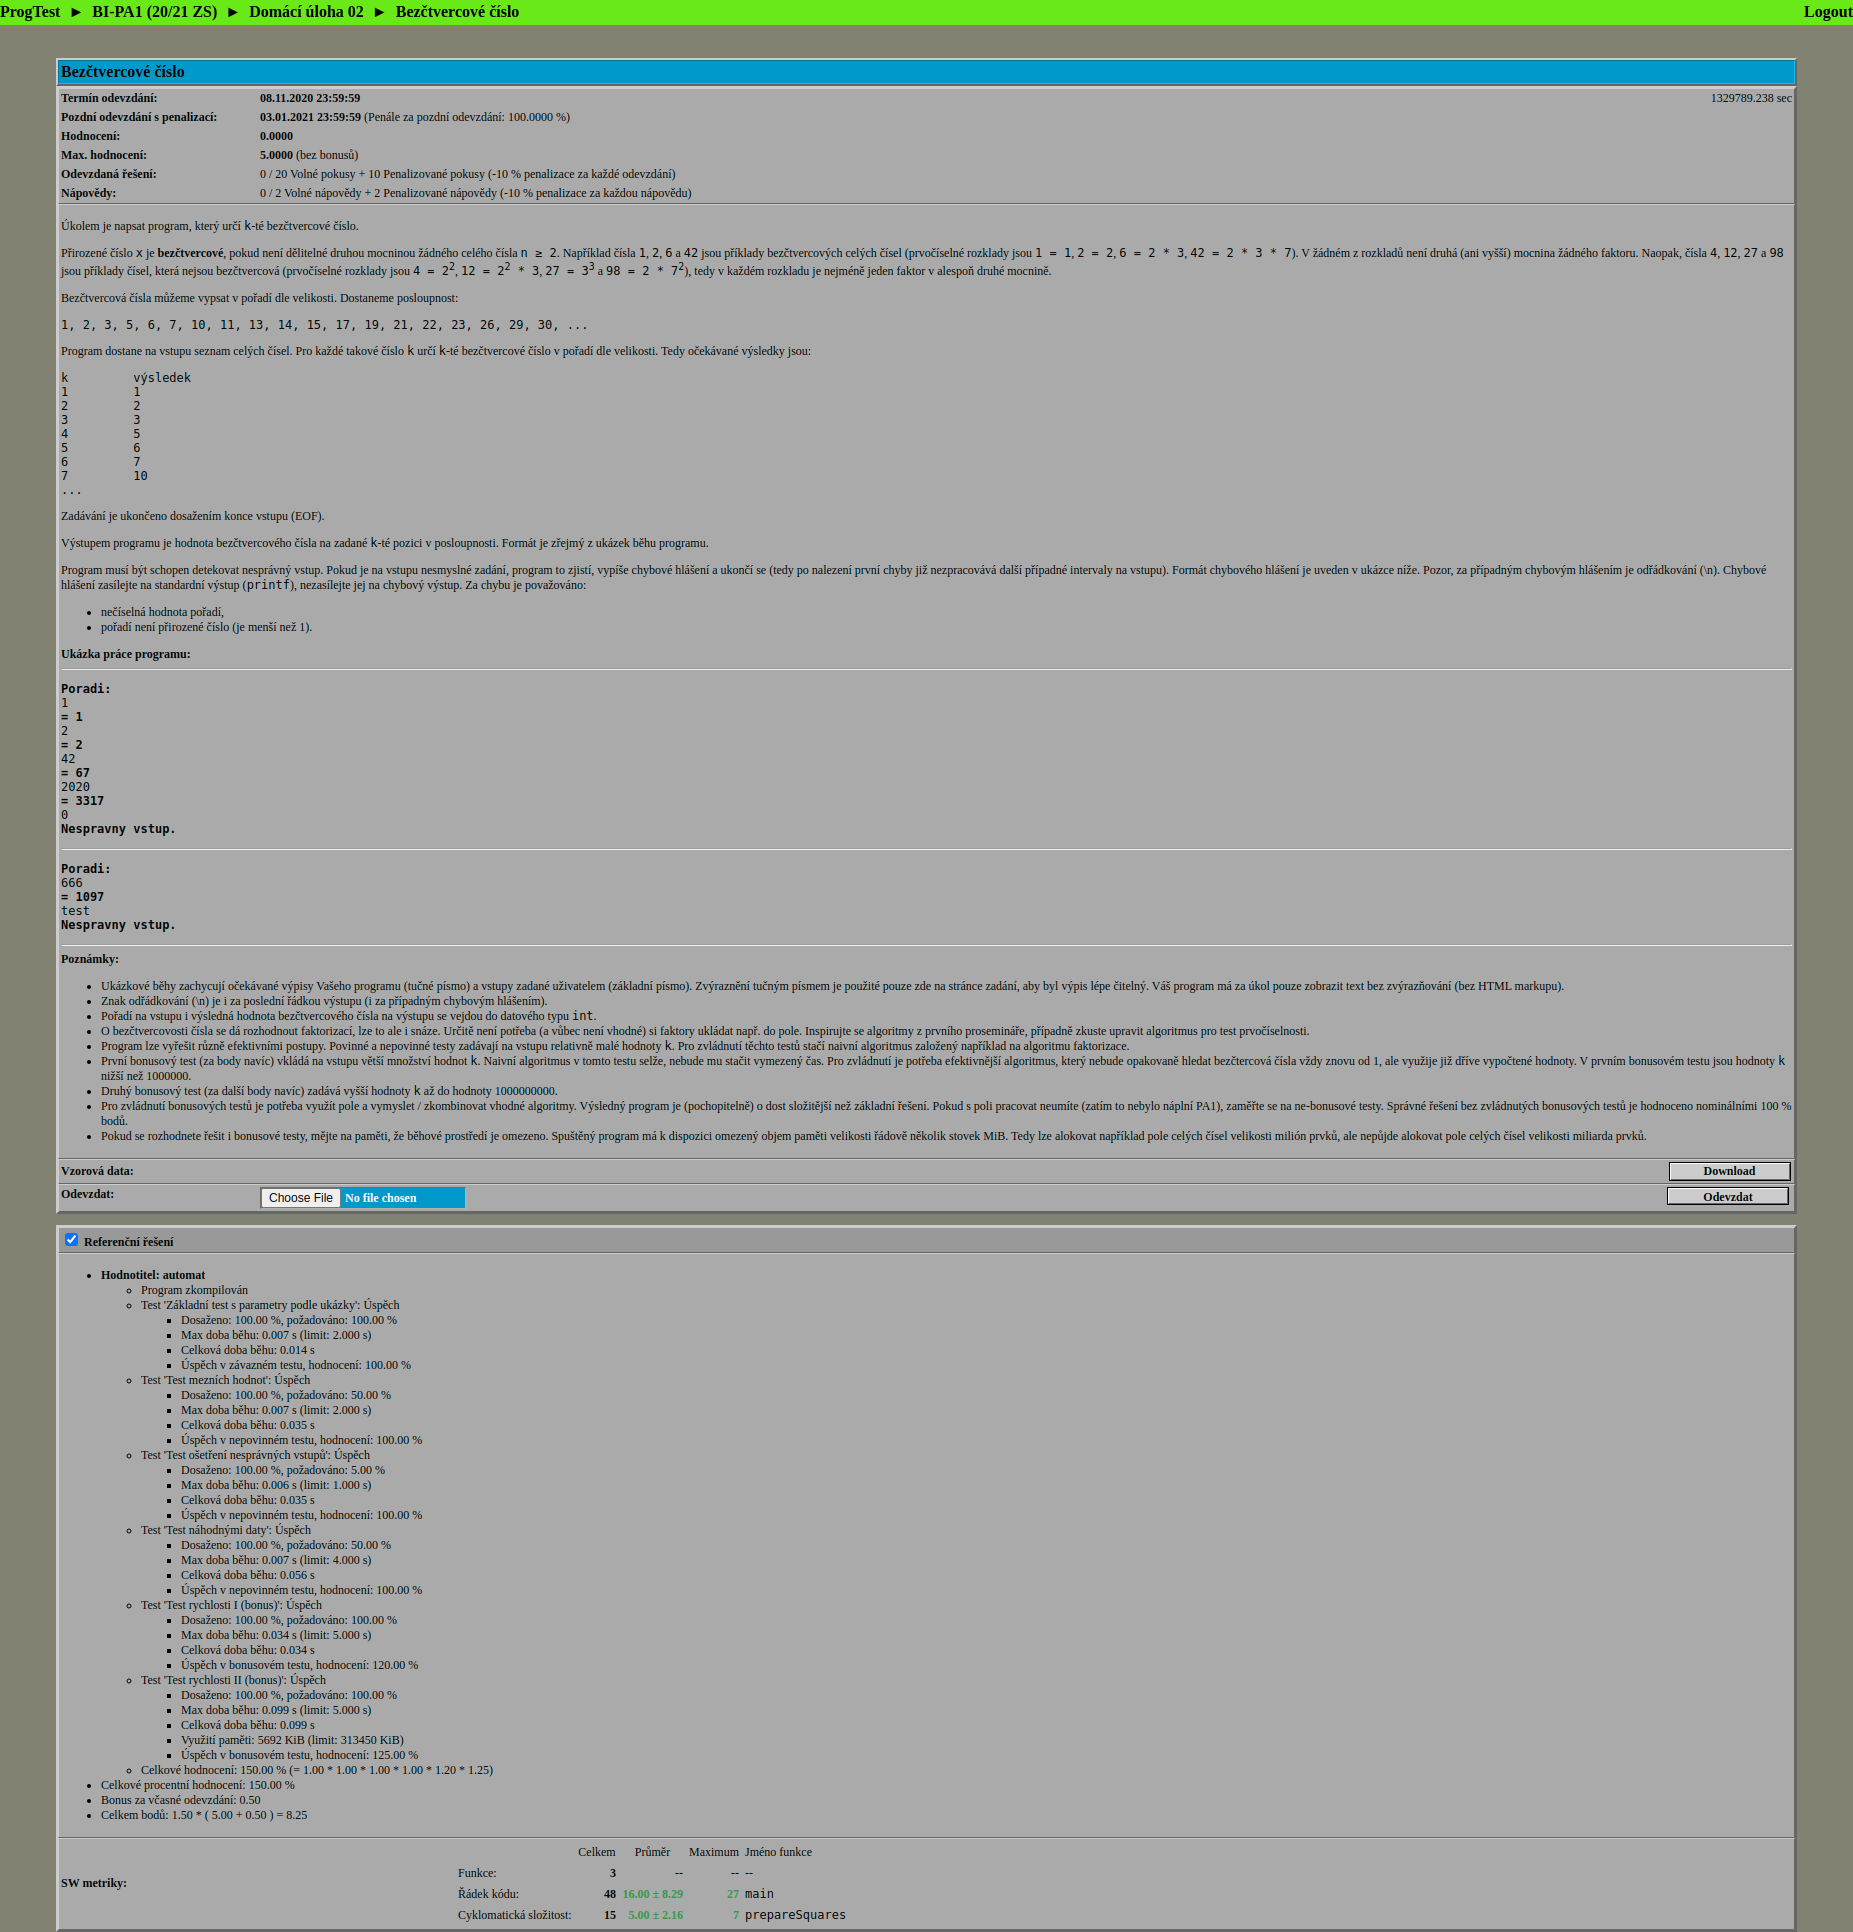 ProgTest ► BI-PA1 (20/21 ZS) ► Domácí úloha 02 ► Bezčtvercové číslo Logout
Bezčtvercové číslo
Termín odevzdání: 08.11.2020 23:59:59 1329789.238 sec
Pozdní odevzdání s penalizací: 03.01.2021 23:59:59 (Penále za pozdní odevzdání: 100.0000 %)
Hodnocení: 0.0000
Max. hodnocení: 5.0000 (bez bonusů)
Odevzdaná řešení: 0 / 20 Volné pokusy + 10 Penalizované pokusy (-10 % penalizace za každé odevzdání)
Nápovědy: 0 / 2 Volné nápovědy + 2 Penalizované nápovědy (-10 % penalizace za každou nápovědu)
Úkolem je napsat program, který určí k-té bezčtvercové číslo.
Přirozené číslo x je bezčtvercové, pokud není dělitelné druhou mocninou žádného celého čísla n ≥ 2. Například čísla 1, 2, 6 a 42 jsou příklady bezčtvercových celých čísel (prvočíselné rozklady jsou 1 = 1, 2 = 2, 6 = 2 * 3, 42 = 2 * 3 * 7). V žádném z rozkladů není druhá (ani vyšší) mocnina žádného faktoru. Naopak, čísla 4, 12, 27 a 98
jsou příklady čísel, která nejsou bezčtvercová (prvočíselné rozklady jsou 4 = 2², 12 = 2² * 3, 27 = 3³ a 98 = 2 * 7²), tedy v každém rozkladu je nejméně jeden faktor v alespoň druhé mocnině.
Bezčtvercová čísla můžeme vypsat v pořadí dle velikosti. Dostaneme posloupnost:
1, 2, 3, 5, 6, 7, 10, 11, 13, 14, 15, 17, 19, 21, 22, 23, 26, 29, 30, ...
Program dostane na vstupu seznam celých čísel. Pro každé takové číslo k určí k-té bezčtvercové číslo v pořadí dle velikosti. Tedy očekávané výsledky jsou:
k výsledek
1 1
2 2
3 3
4 5
5 6
6 7
7 10
...
Zadávání je ukončeno dosažením konce vstupu (EOF).
Výstupem programu je hodnota bezčtvercového čísla na zadané k-té pozici v posloupnosti. Formát je zřejmý z ukázek běhu programu.
Program musí být schopen detekovat nesprávný vstup. Pokud je na vstupu nesmyslné zadání, program to zjistí, vypíše chybové hlášení a ukončí se (tedy po nalezení první chyby již nezpracovává další případné intervaly na vstupu). Formát chybového hlášení je uveden v ukázce níže. Pozor, za případným chybovým hlášením je odřádkování (\n). Chybové
hlášení zasílejte na standardní výstup (printf), nezasílejte jej na chybový výstup. Za chybu je považováno:
• nečíselná hodnota pořadí,
• pořadí není přirozené číslo (je menší než 1).
Ukázka práce programu:
Poradi:
1
= 1
2
= 2
42
= 67
2020
= 3317
0
Nespravny vstup.
Poradi:
666
= 1097
test
Nespravny vstup.
Poznámky:
• Ukázkové běhy zachycují očekávané výpisy Vašeho programu (tučné písmo) a vstupy zadané uživatelem (základní písmo). Zvýraznění tučným písmem je použité pouze zde na stránce zadání, aby byl výpis lépe čitelný. Váš program má za úkol pouze zobrazit text bez zvýrazňování (bez HTML markupu).
• Znak odřádkování (\n) je i za poslední řádkou výstupu (i za případným chybovým hlášením).
• Pořadí na vstupu i výsledná hodnota bezčtvercového čísla na výstupu se vejdou do datového typu int.
• O bezčtvercovosti čísla se dá rozhodnout faktorizací, lze to ale i snáze. Určitě není potřeba (a vůbec není vhodné) si faktory ukládat např. do pole. Inspirujte se algoritmy z prvního prosemináře, případně zkuste upravit algoritmus pro test prvočíselnosti.
• Program lze vyřešit různě efektivními postupy. Povinné a nepovinné testy zadávají na vstupu relativně malé hodnoty k. Pro zvládnutí těchto testů stačí naivní algoritmus založený například na algoritmu faktorizace.
• První bonusový test (za body navíc) vkládá na vstupu větší množství hodnot k. Naivní algoritmus v tomto testu selže, nebude mu stačit vymezený čas. Pro zvládnutí je potřeba efektivnější algoritmus, který nebude opakovaně hledat bezčtercová čísla vždy znovu od 1, ale využije již dříve vypočtené hodnoty. V prvním bonusovém testu jsou hodnoty k
nižší než 1000000.
• Druhý bonusový test (za další body navíc) zadává vyšší hodnoty k až do hodnoty 1000000000.
• Pro zvládnutí bonusových testů je potřeba využít pole a vymyslet / zkombinovat vhodné algoritmy. Výsledný program je (pochopitelně) o dost složitější než základní řešení. Pokud s poli pracovat neumíte (zatím to nebylo náplní PA1), zaměřte se na ne-bonusové testy. Správné řešení bez zvládnutých bonusových testů je hodnoceno nominálními 100 %
bodů.
• Pokud se rozhodnete řešit i bonusové testy, mějte na paměti, že běhové prostředí je omezeno. Spuštěný program má k dispozici omezený objem paměti velikosti řádově několik stovek MiB. Tedy lze alokovat například pole celých čísel velikosti milión prvků, ale nepůjde alokovat pole celých čísel velikosti miliarda prvků.
Vzorová data: Download
Odevzdat: Choose File No file chosen Odevzdat
Referenční řešení
• Hodnotitel: automat
◦ Program zkompilován
◦ Test 'Základní test s parametry podle ukázky': Úspěch
▪ Dosaženo: 100.00 %, požadováno: 100.00 %
▪ Max doba běhu: 0.007 s (limit: 2.000 s)
▪ Celková doba běhu: 0.014 s
▪ Úspěch v závazném testu, hodnocení: 100.00 %
◦ Test 'Test mezních hodnot': Úspěch
▪ Dosaženo: 100.00 %, požadováno: 50.00 %
▪ Max doba běhu: 0.007 s (limit: 2.000 s)
▪ Celková doba běhu: 0.035 s
▪ Úspěch v nepovinném testu, hodnocení: 100.00 %
◦ Test 'Test ošetření nesprávných vstupů': Úspěch
▪ Dosaženo: 100.00 %, požadováno: 5.00 %
▪ Max doba běhu: 0.006 s (limit: 1.000 s)
▪ Celková doba běhu: 0.035 s
▪ Úspěch v nepovinném testu, hodnocení: 100.00 %
◦ Test 'Test náhodnými daty': Úspěch
▪ Dosaženo: 100.00 %, požadováno: 50.00 %
▪ Max doba běhu: 0.007 s (limit: 4.000 s)
▪ Celková doba běhu: 0.056 s
▪ Úspěch v nepovinném testu, hodnocení: 100.00 %
◦ Test 'Test rychlosti I (bonus)': Úspěch
▪ Dosaženo: 100.00 %, požadováno: 100.00 %
▪ Max doba běhu: 0.034 s (limit: 5.000 s)
▪ Celková doba běhu: 0.034 s
▪ Úspěch v bonusovém testu, hodnocení: 120.00 %
◦ Test 'Test rychlosti II (bonus)': Úspěch
▪ Dosaženo: 100.00 %, požadováno: 100.00 %
▪ Max doba běhu: 0.099 s (limit: 5.000 s)
▪ Celková doba běhu: 0.099 s
▪ Využití paměti: 5692 KiB (limit: 313450 KiB)
▪ Úspěch v bonusovém testu, hodnocení: 125.00 %
◦ Celkové hodnocení: 150.00 % (= 1.00 * 1.00 * 1.00 * 1.00 * 1.20 * 1.25)
• Celkové procentní hodnocení: 150.00 %
• Bonus za včasné odevzdání: 0.50
• Celkem bodů: 1.50 * ( 5.00 + 0.50 ) = 8.25
SW metriky:
Celkem Průměr Maximum Jméno funkce
Funkce: 3 -- -- --
Řádek kódu: 48 16.00 ± 8.29 27 main
Cyklomatická složitost: 15 5.00 ± 2.16 7 prepareSquares